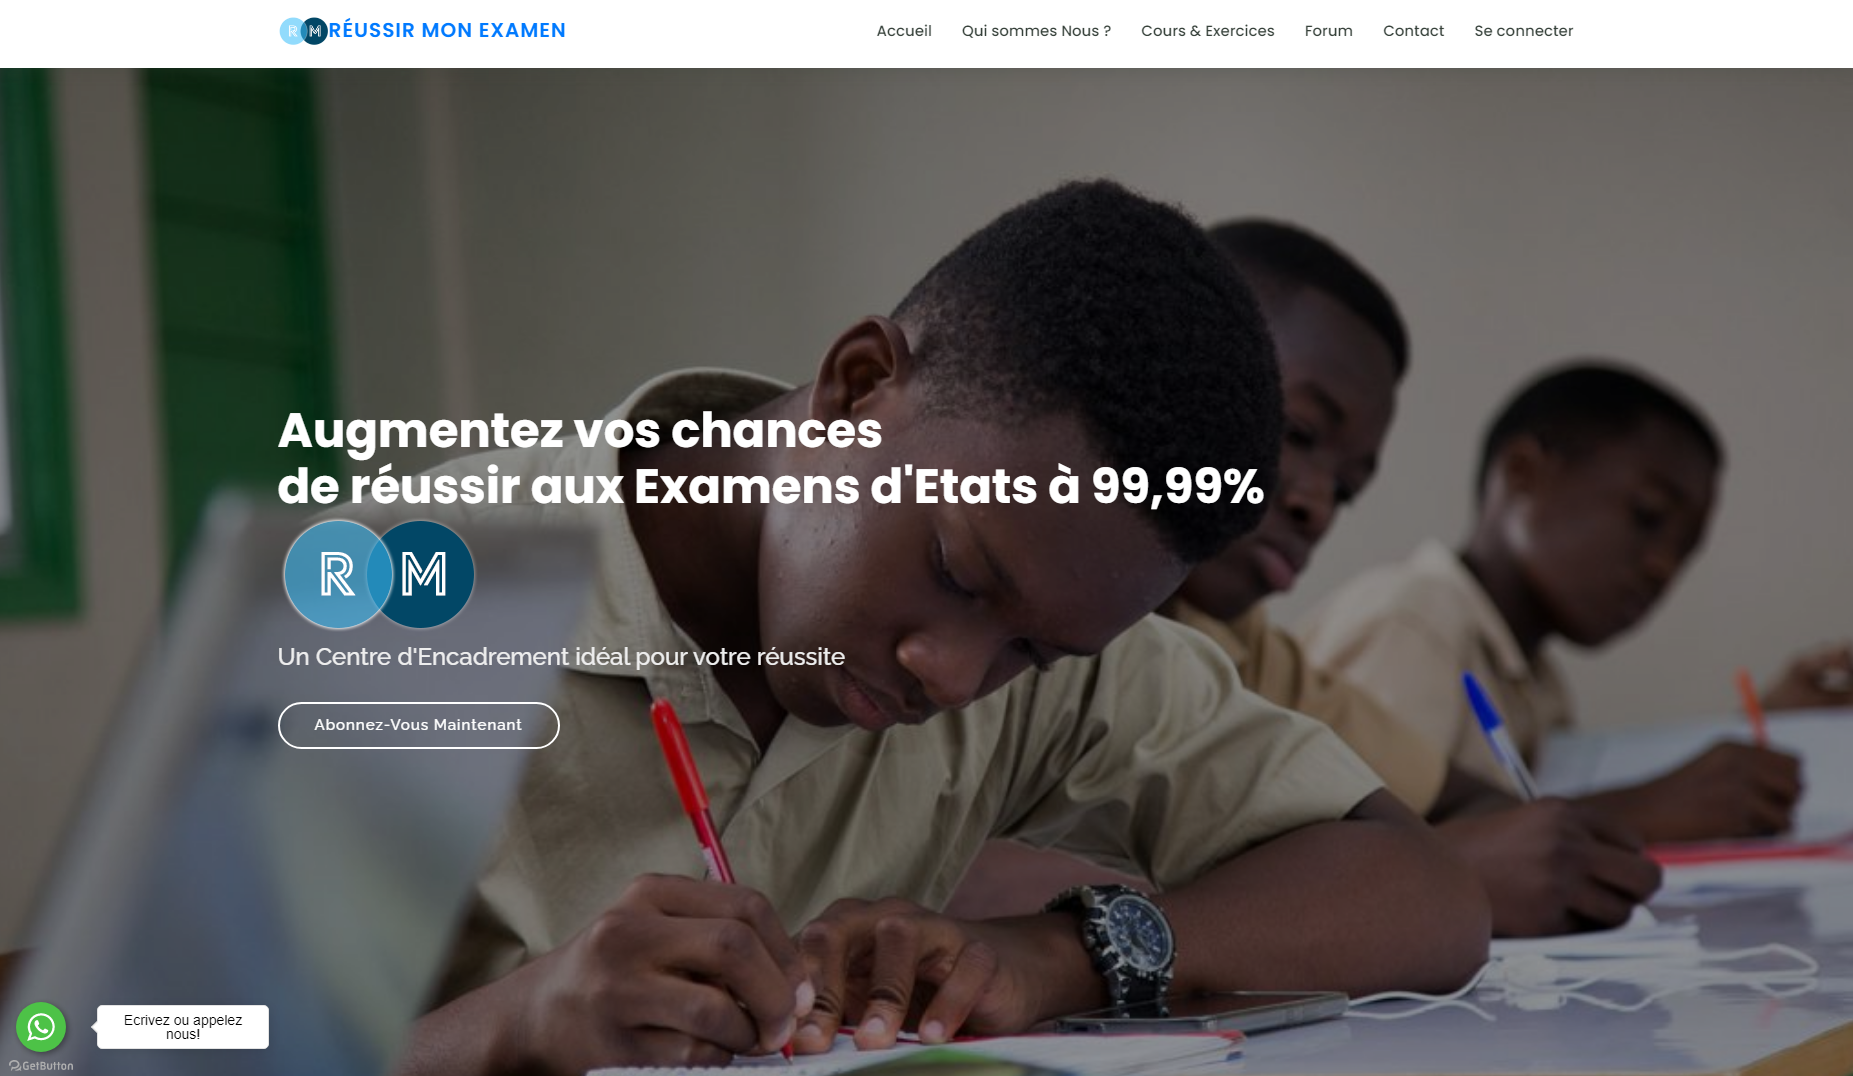 RM RÉUSSIR MON EXAMEN
Accueil Qui sommes Nous ? Cours & Exercices Forum Contact Se connecter
Augmentez vos chances
de réussir aux Examens d'Etats à 99,99%
R M
Un Centre d'Encadrement idéal pour votre réussite
Abonnez-Vous Maintenant
Ecrivez ou appelez
nous!
GetButton